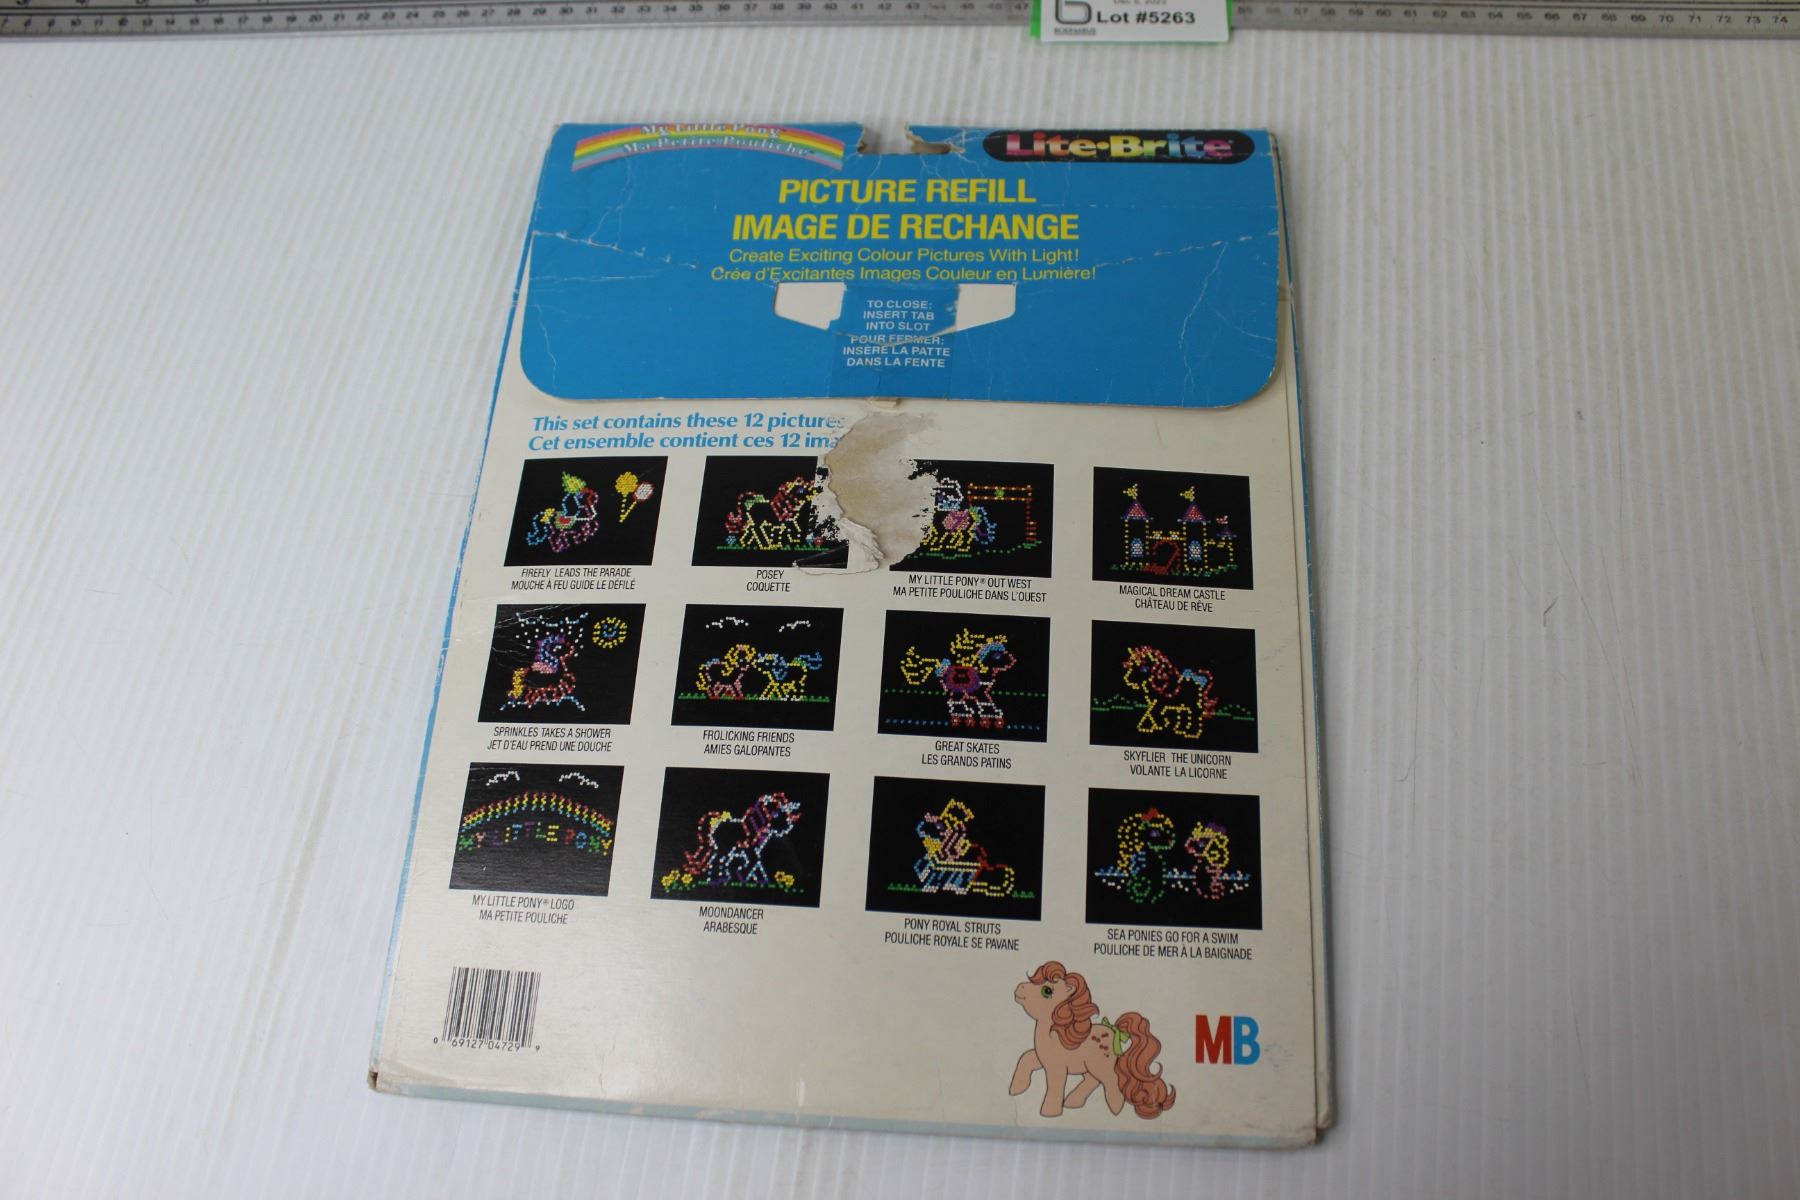 Dec 5, 2023
Lot #5263
My Little Pony
Ma Petite Pouliche
Lite-Brite
PICTURE REFILL
IMAGE DE RECHANGE
Create Exciting Colour Pictures With Light!
Crée d'Excitantes Images Couleur en Lumière!
TO CLOSE:
INSERT TAB
INTO SLOT
POUR FERMER:
INSÈRE LA PATTE
DANS LA FENTE
This set contains these 12 pictures
Cet ensemble contient ces 12 ima
FIREFLY LEADS THE PARADE
MOUCHE À FEU GUIDE LE DÉFILÉ
POSEY
COQUETTE
MY LITTLE PONY® OUT WEST
MA PETITE POULICHE DANS L'OUEST
MAGICAL DREAM CASTLE
CHÂTEAU DE RÊVE
SPRINKLES TAKES A SHOWER
JET D'EAU PREND UNE DOUCHE
FROLICKING FRIENDS
AMIES GALOPANTES
GREAT SKATES
LES GRANDS PATINS
SKYFLIER THE UNICORN
VOLANTE LA LICORNE
MY LITTLE PONY
MY LITTLE PONY® LOGO
MA PETITE POULICHE
MOONDANCER
ARABESQUE
PONY ROYAL STRUTS
POULICHE ROYALE SE PAVANE
SEA PONIES GO FOR A SWIM
POULICHE DE MER À LA BAIGNADE
0 69127 04729 9
MB